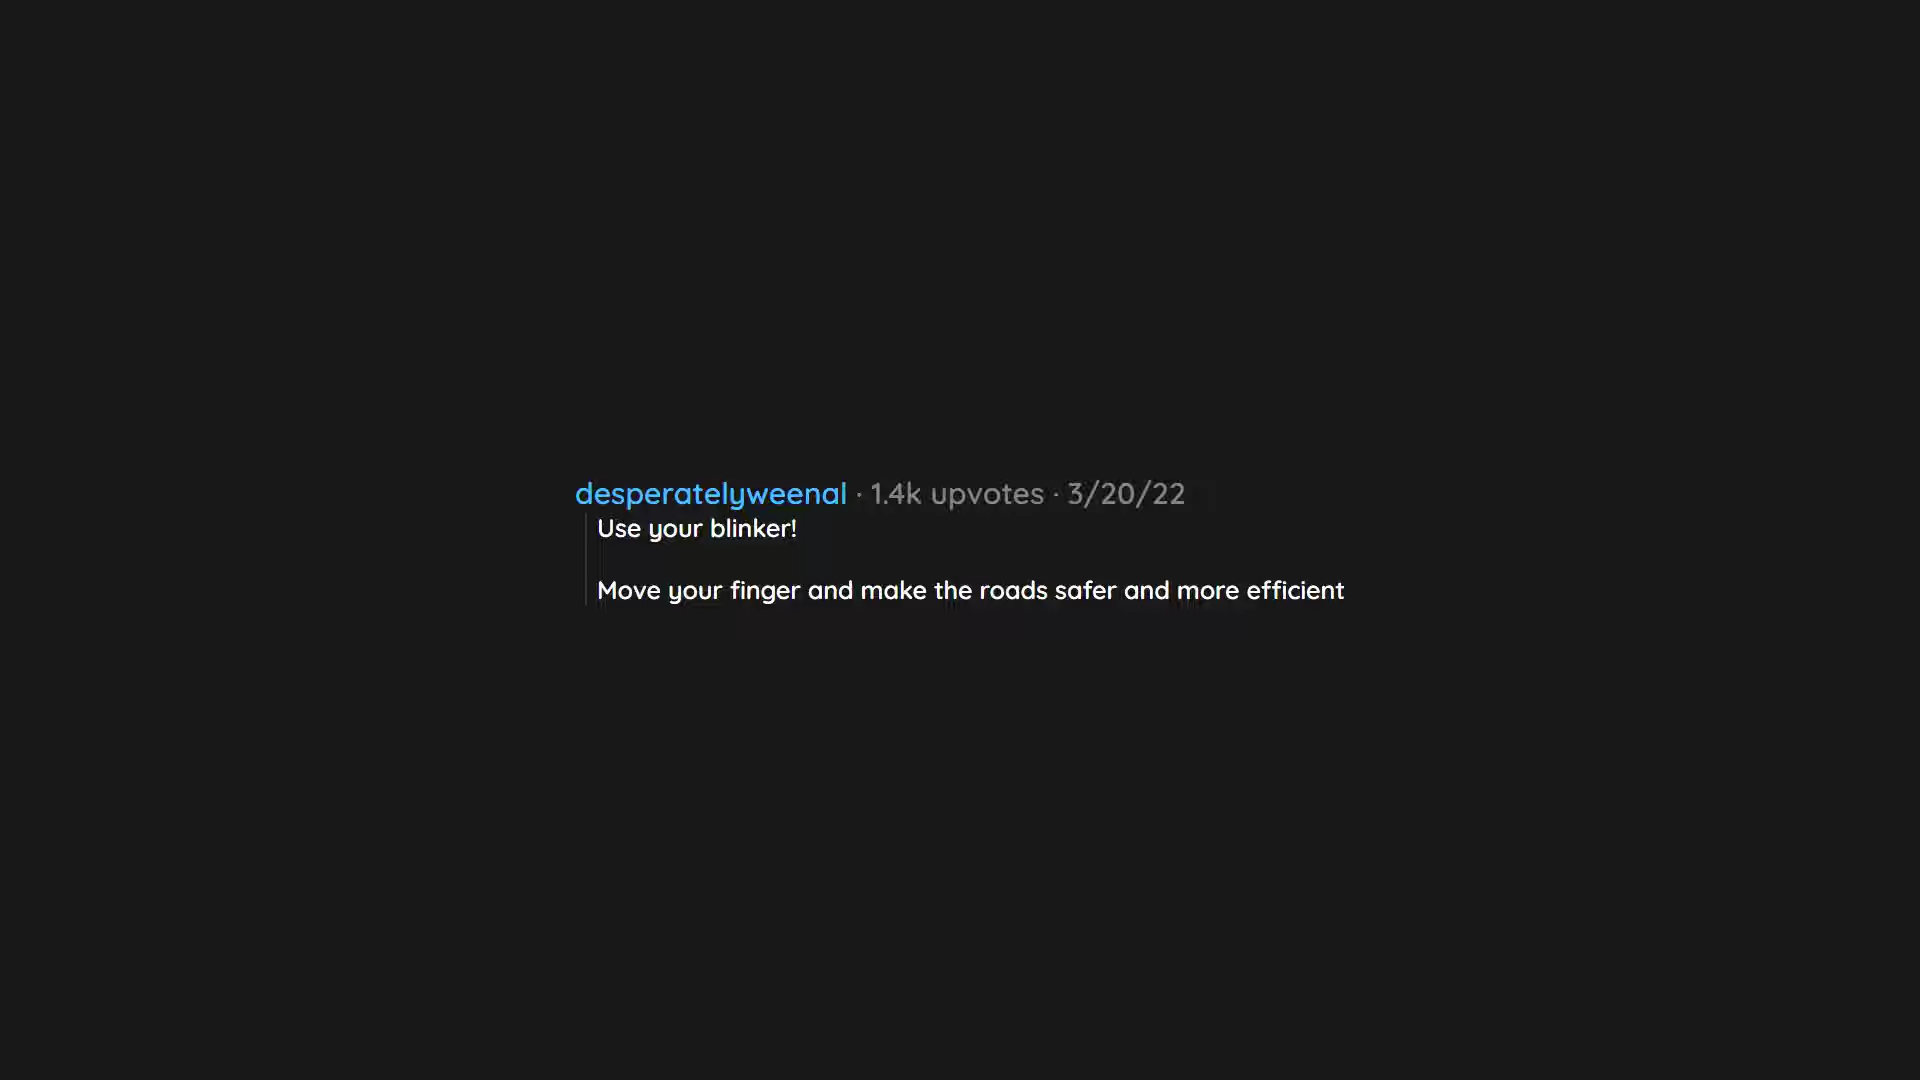 desperatelyweenal · 1.4k upvotes · 3/20/22
Use your blinker!
Move your finger and make the roads safer and more efficient